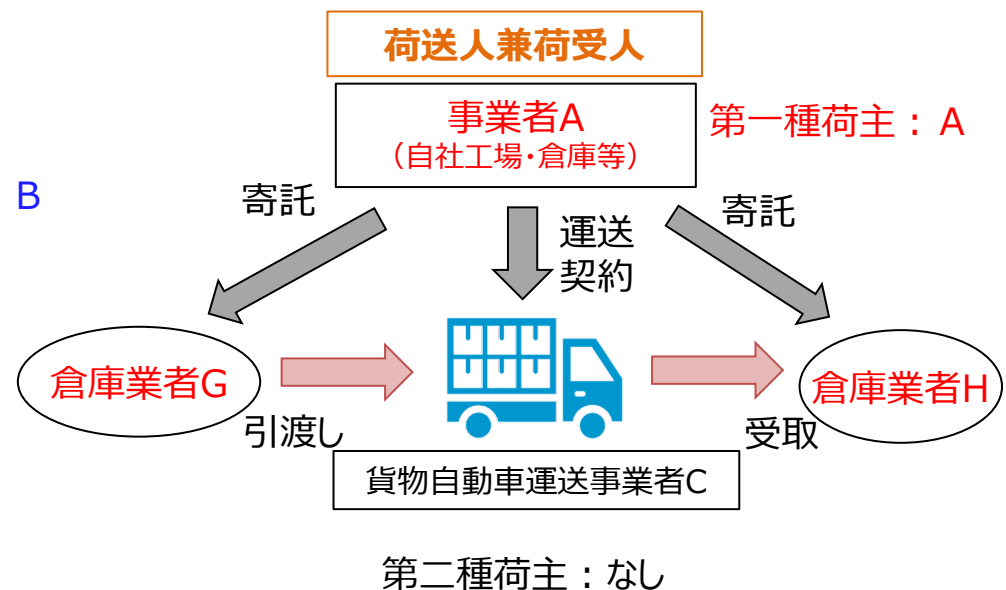 荷送人兼荷受人
事業者A
（自社工場・倉庫等）
第一種荷主：A
B
寄託
運送
契約
寄託
倉庫業者G
引渡し
倉庫業者H
受取
貨物自動車運送事業者C
第二種荷主：なし